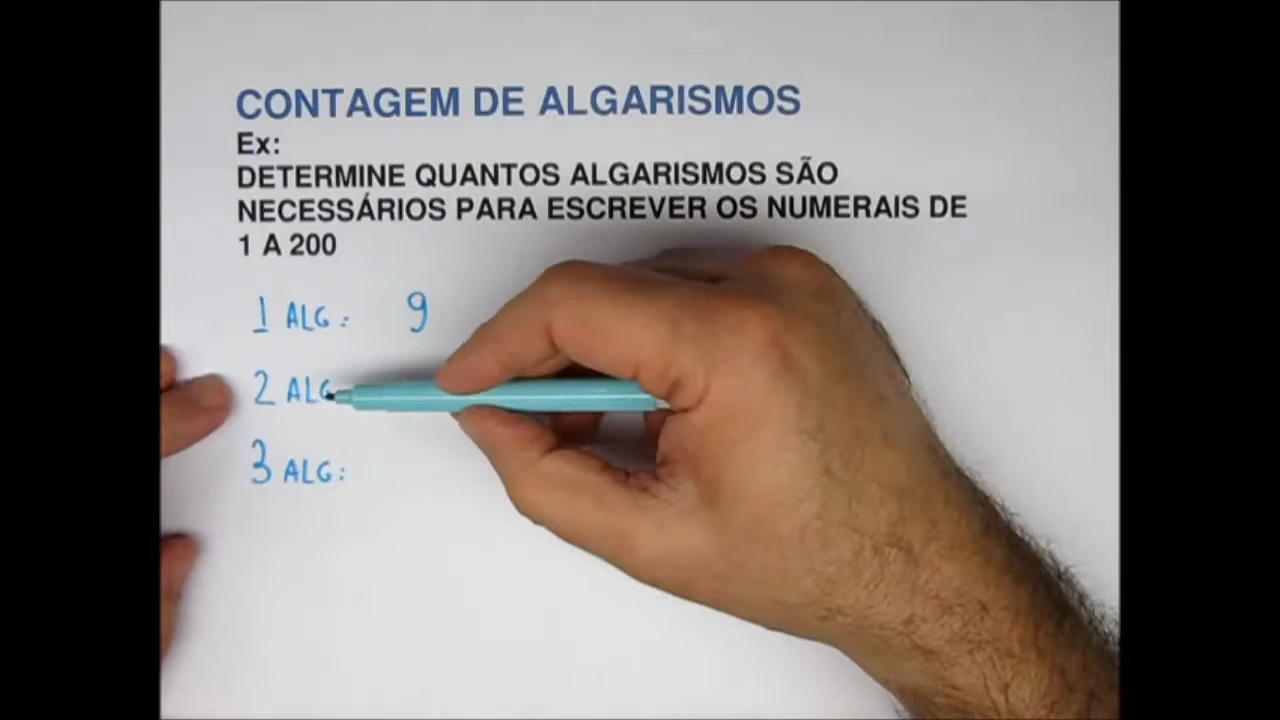 CONTAGEM DE ALGARISMOS
Ex:
DETERMINE QUANTOS ALGARISMOS SÃO
NECESSÁRIOS PARA ESCREVER OS NUMERAIS DE
1 A 200
1 ALG: 9
2 ALG
3 ALG: